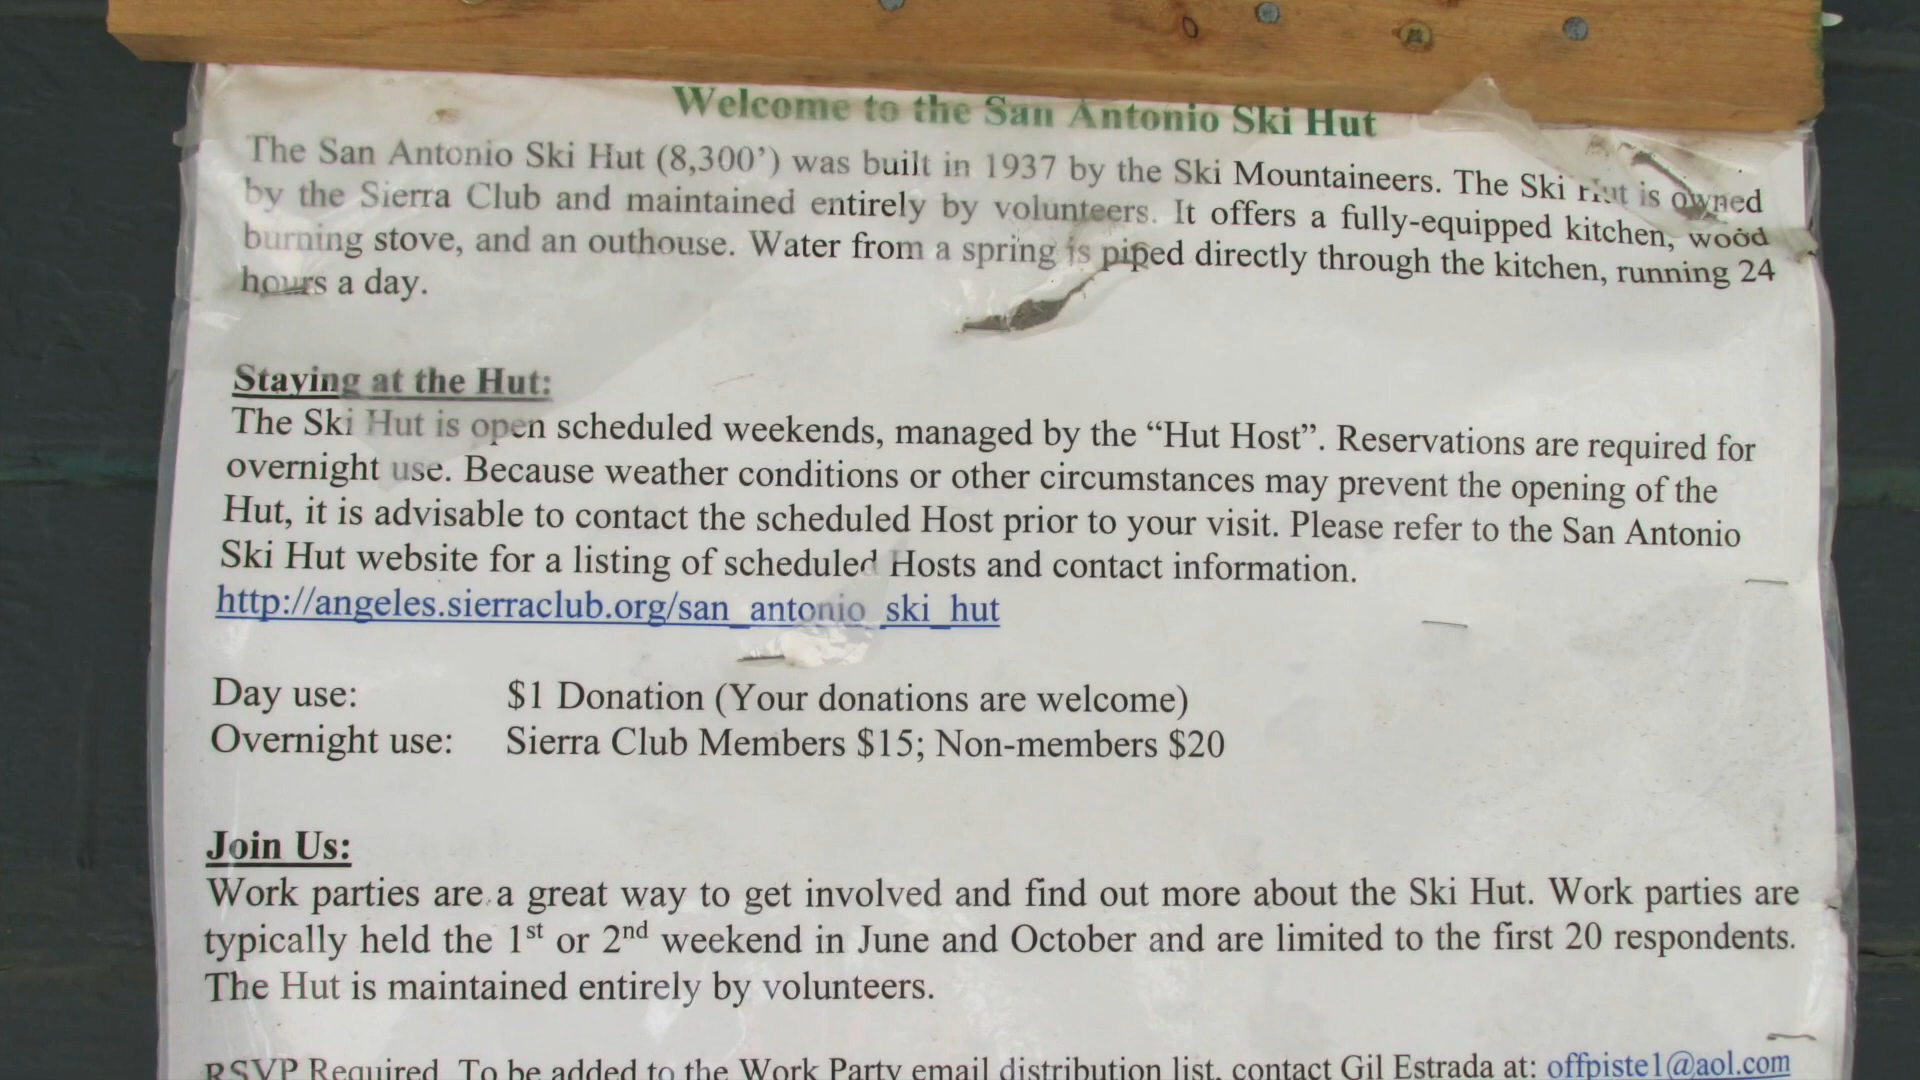 Welcome to the San Antonio Ski Hut
The San Antonio Ski Hut (8,300’) was built in 1937 by the Ski Mountaineers. The Ski Hut is owned
by the Sierra Club and maintained entirely by volunteers. It offers a fully-equipped kitchen, wood
burning stove, and an outhouse. Water from a spring is piped directly through the kitchen, running 24
hours a day.
Staying at the Hut:
The Ski Hut is open scheduled weekends, managed by the “Hut Host”. Reservations are required for
overnight use. Because weather conditions or other circumstances may prevent the opening of the
Hut, it is advisable to contact the scheduled Host prior to your visit. Please refer to the San Antonio
Ski Hut website for a listing of scheduled Hosts and contact information.
http://angeles.sierraclub.org/san_antonio_ski_hut
Day use: $1 Donation (Your donations are welcome)
Overnight use: Sierra Club Members $15; Non-members $20
Join Us:
Work parties are a great way to get involved and find out more about the Ski Hut. Work parties are
typically held the 1st or 2nd weekend in June and October and are limited to the first 20 respondents.
The Hut is maintained entirely by volunteers.
RSVP Required. To be added to the Work Party email distribution list, contact Gil Estrada at: offpiste1@aol.com